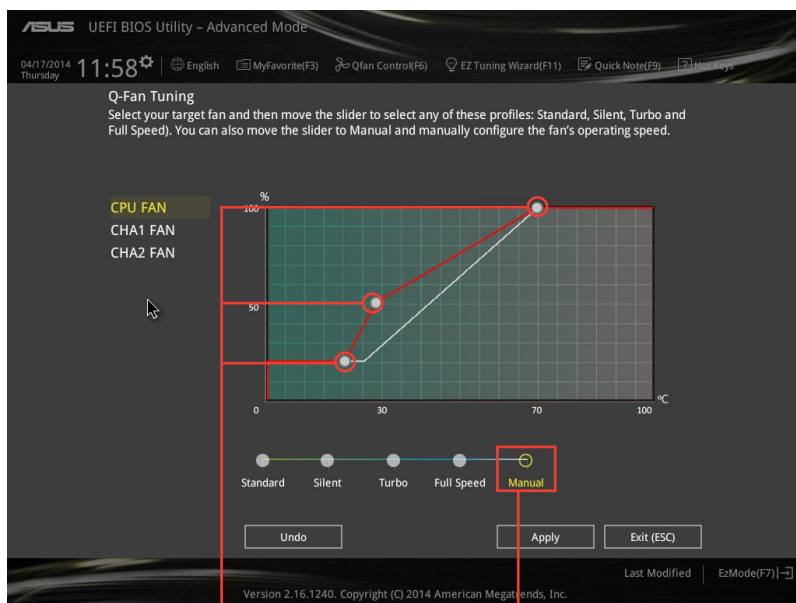 ASUS UEFI BIOS Utility – Advanced Mode
04/17/2014
Thursday
11:58 English MyFavorite(F3) Qfan Control(F6) EZ Tuning Wizard(F11) Quick Note(F9) ? Hot Keys
Q-Fan Tuning
Select your target fan and then move the slider to select any of these profiles: Standard, Silent, Turbo and
Full Speed). You can also move the slider to Manual and manually configure the fan's operating speed.
%
CPU FAN
100
CHA1 FAN
CHA2 FAN
50
ºC
0 30 70 100
Standard Silent Turbo Full Speed Manual
Undo Apply Exit (ESC)
Last Modified EzMode(F7)
Version 2.16.1240. Copyright (C) 2014 American Megatrends, Inc.